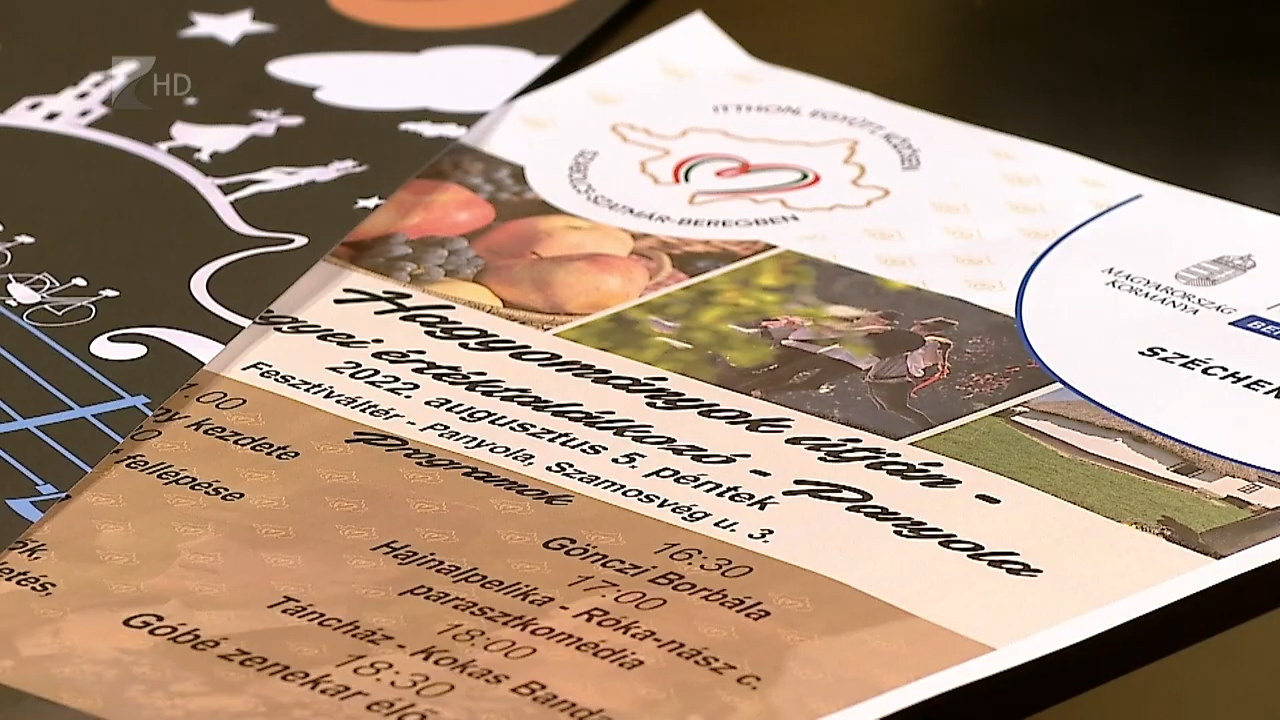 HD
ITTHON, EGYÜTT, KÖZÖSEN
SZABOLCS-SZATMÁR-BEREGBEN
MAGYARORSZÁG
KORMÁNYA
SZÉCHEN
Hagyományok útján -
gyei értéktalálkozó - Panyola
2022. augusztus 5. péntek
Fesztiváltér - Panyola, Szamosvég u. 3.
Programok
.00
kezdete
fellépése
16:30
Gönczi Borbála
17:00
Hajnalpelika - Róka-nász c.
parasztkomédia
18:00
Táncház - Kokas Banda
18:30
Góbé zenekar élő